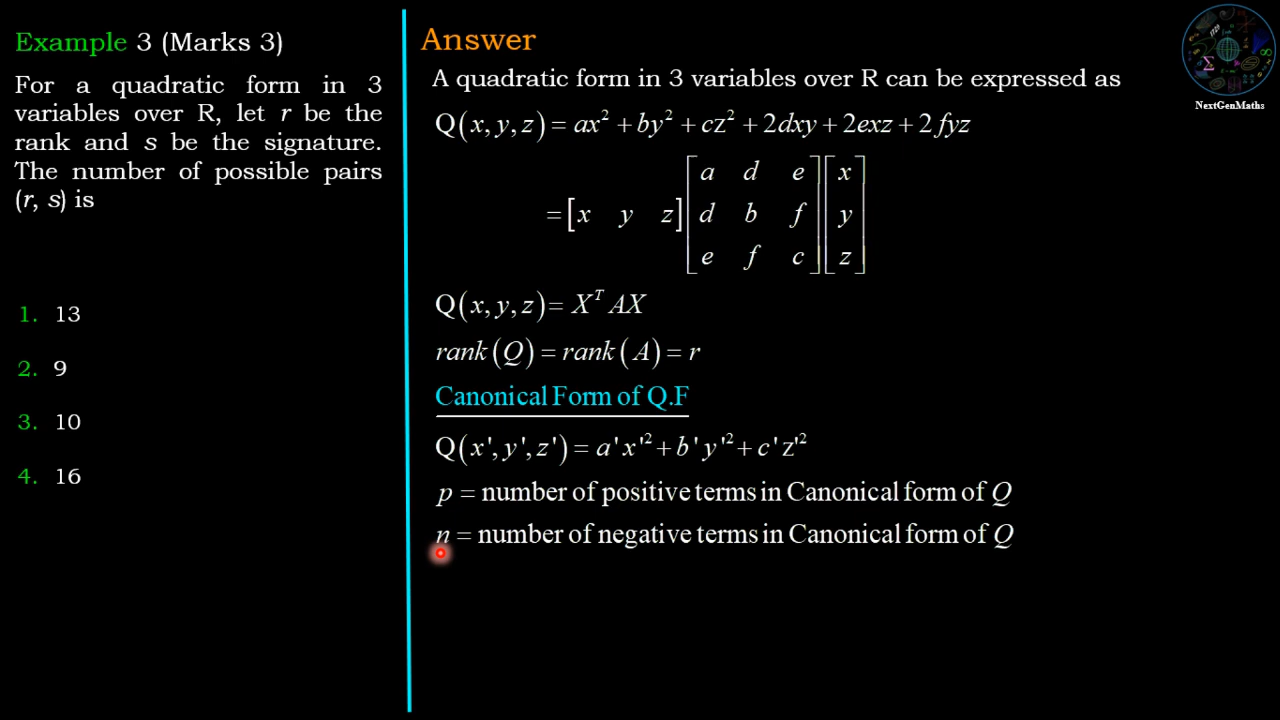 Example 3 (Marks 3)
For a quadratic form in 3
variables over R, let r be the
rank and s be the signature.
The number of possible pairs
(r, s) is
1. 13
2. 9
3. 10
4. 16
Answer
A quadratic form in 3 variables over R can be expressed as
Q(x, y, z) = ax² + by² + cz² + 2dxy + 2exz + 2fyz
= [x y z] [a d e] [x]
[d b f] [y]
[e f c] [z]
Q(x, y, z) = Xᵀ AX
rank(Q) = rank(A) = r
Canonical Form of Q.F
Q(x', y', z') = a'x'² + b'y'² + c'z'²
p = number of positive terms in Canonical form of Q
n = number of negative terms in Canonical form of Q
NextGenMaths